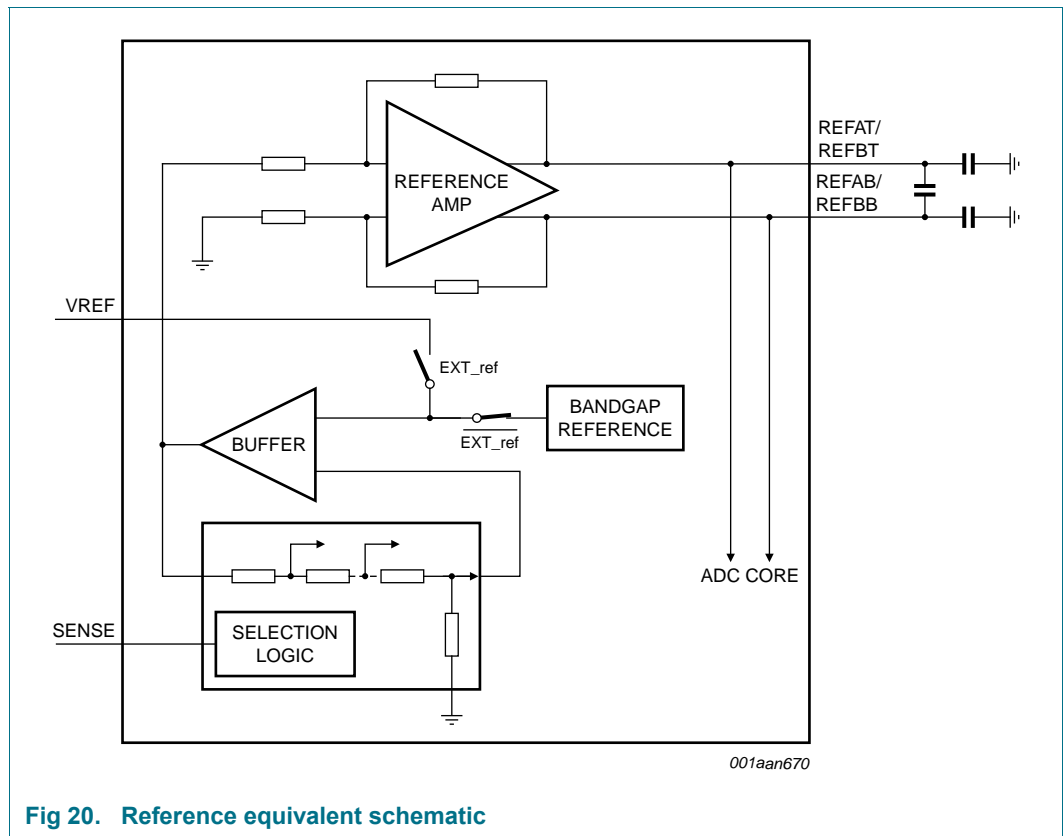 REFAT/
REFBT
REFERENCE
AMP
REFAB/
REFBB
VREF
EXT_ref
BANDGAP
REFERENCE
EXT_ref
BUFFER
ADC CORE
SENSE
SELECTION
LOGIC
001aan670
Fig 20. Reference equivalent schematic